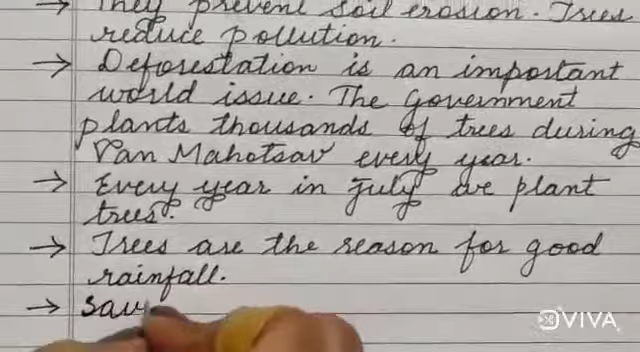 → They prevent soil erosion. Trees
reduce pollution.
→ Deforestation is an important
world issue. The Government
plants thousands of trees during
Van Mahotsav every year.
→ Every year in July we plant
trees.
→ Trees are the reason for good
rainfall.
→ Sav
VIVA